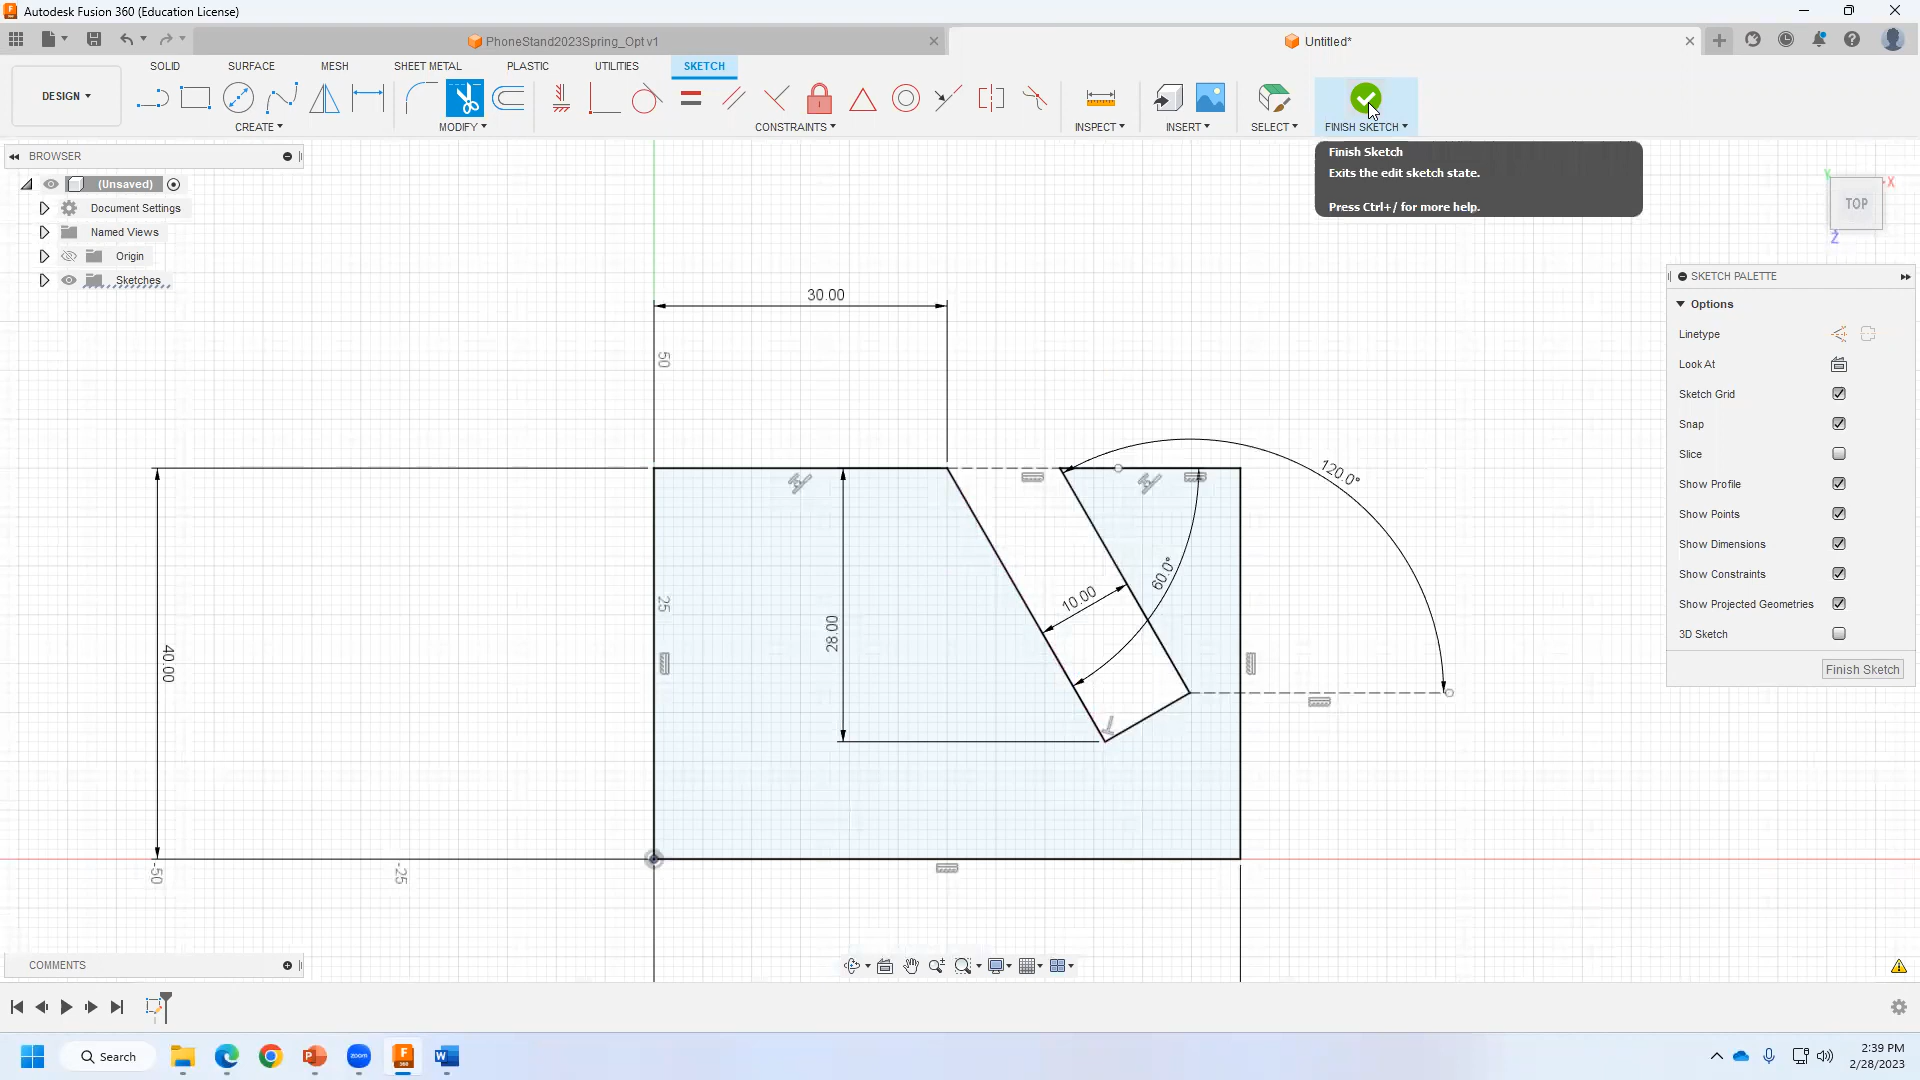 Autodesk Fusion 360 (Education License)
PhoneStand2023Spring_Opt v1
Untitled*
DESIGN
SOLID
SURFACE
MESH
SHEET METAL
PLASTIC
UTILITIES
SKETCH
CREATE
MODIFY
CONSTRAINTS
INSPECT
INSERT
SELECT
FINISH SKETCH
Finish Sketch
Exits the edit sketch state.
Press Ctrl+/ for more help.
BROWSER
(Unsaved)
Document Settings
Named Views
Origin
Sketches
Y
X
TOP
Z
SKETCH PALETTE
Options
Linetype
Look At
Sketch Grid
Snap
Slice
Show Profile
Show Points
Show Dimensions
Show Constraints
Show Projected Geometries
3D Sketch
Finish Sketch
30.00
50
120.0°
60.0°
10.00
25
28.00
40.00
-50
-25
COMMENTS
Search
2:39 PM
2/28/2023